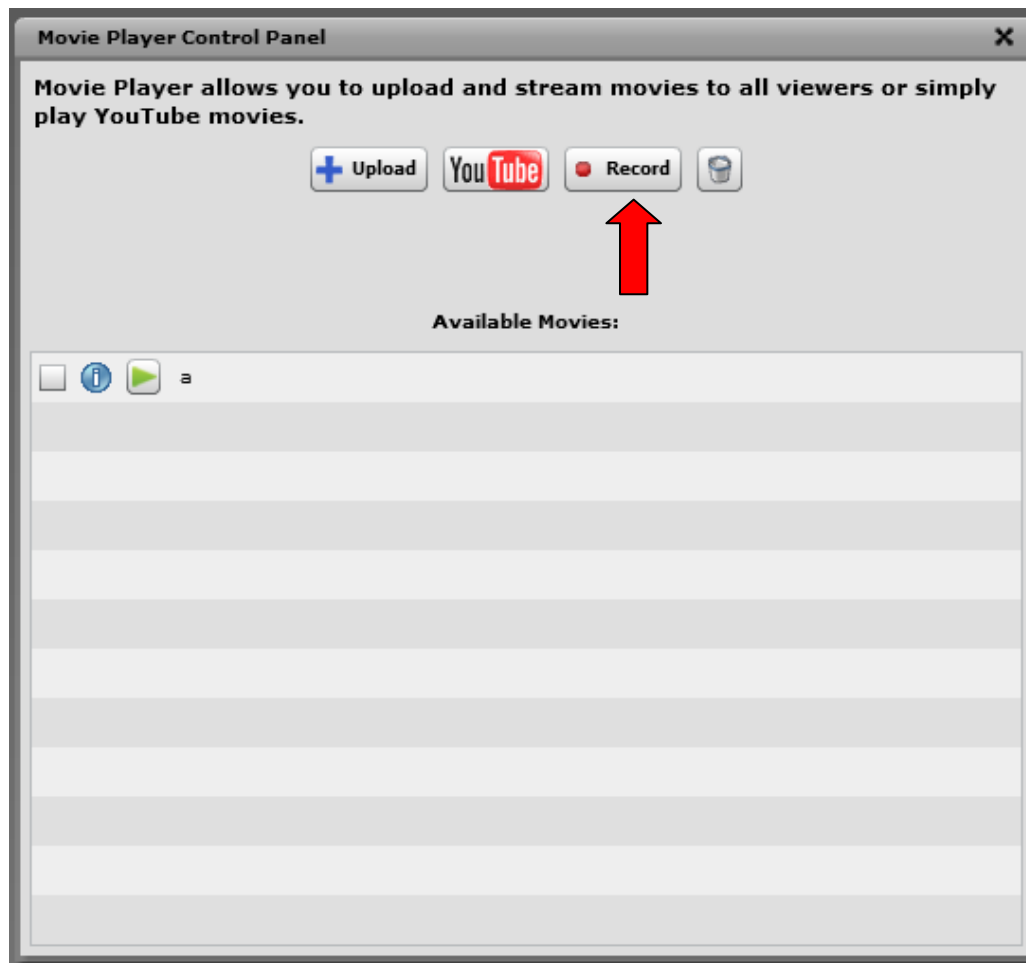 Movie Player Control Panel
Movie Player allows you to upload and stream movies to all viewers or simply
play YouTube movies.
Upload YouTube Record
Available Movies:
i a